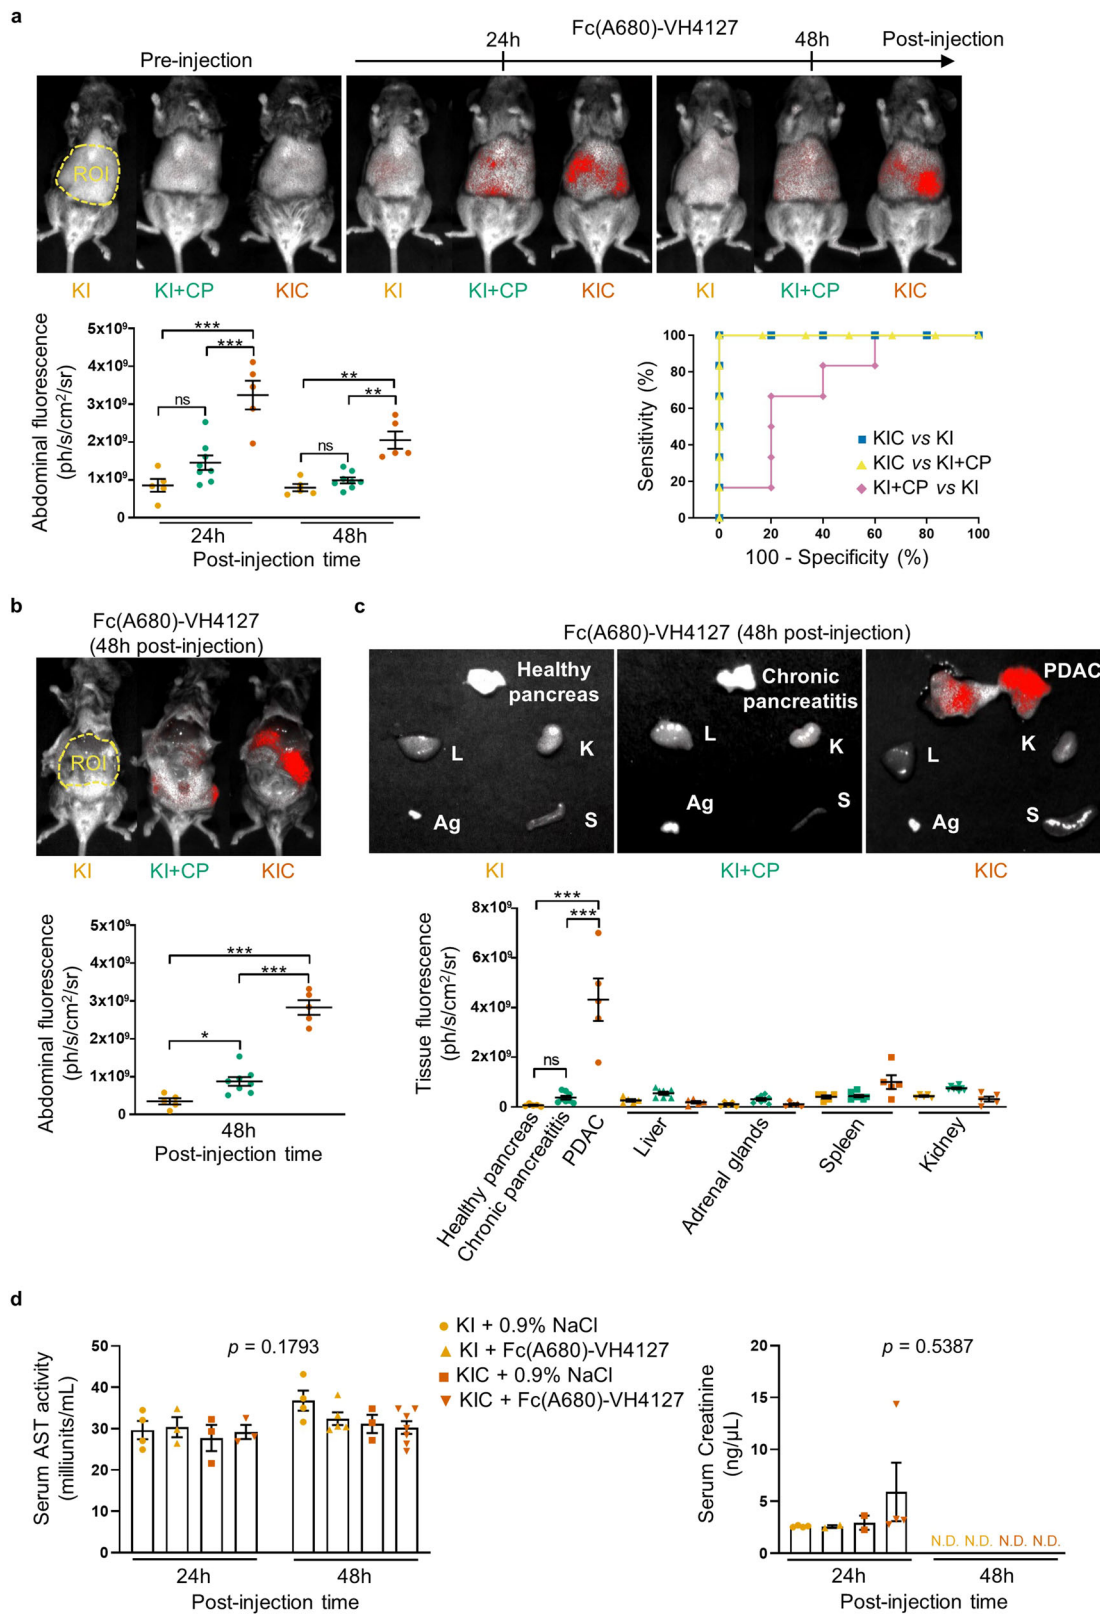 a
Fc(A680)-VH4127
Pre-injection
24h
48h
Post-injection
ROI
KI
KI+CP
KIC
KI
KI+CP
KIC
KI
KI+CP
KIC
Abdominal fluorescence
(ph/s/cm²/sr)
5x10⁹
4x10⁹
3x10⁹
2x10⁹
1x10⁹
0
***
***
ns
**
**
ns
24h
48h
Post-injection time
Sensitivity (%)
100
80
60
40
20
0
KIC vs KI
KIC vs KI+CP
KI+CP vs KI
0 20 40 60 80 100
100 - Specificity (%)
b
Fc(A680)-VH4127
(48h post-injection)
ROI
KI
KI+CP
KIC
Abdominal fluorescence
(ph/s/cm²/sr)
5x10⁹
4x10⁹
3x10⁹
2x10⁹
1x10⁹
0
***
***
*
48h
Post-injection time
c
Fc(A680)-VH4127 (48h post-injection)
Healthy
pancreas
L
K
Ag
S
Chronic
pancreatitis
L
K
Ag
S
PDAC
L
K
Ag
S
KI
KI+CP
KIC
Tissue fluorescence
(ph/s/cm²/sr)
8x10⁹
6x10⁹
4x10⁹
2x10⁹
0
***
***
ns
Healthy pancreas
Chronic pancreatitis
PDAC
Liver
Adrenal glands
Spleen
Kidney
d
Serum AST activity
(milliunits/mL)
50
40
30
20
10
0
p = 0.1793
24h
48h
Post-injection time
KI + 0.9% NaCl
KI + Fc(A680)-VH4127
KIC + 0.9% NaCl
KIC + Fc(A680)-VH4127
Serum Creatinine
(ng/µL)
20
15
10
5
0
p = 0.5387
N.D. N.D. N.D. N.D.
24h
48h
Post-injection time